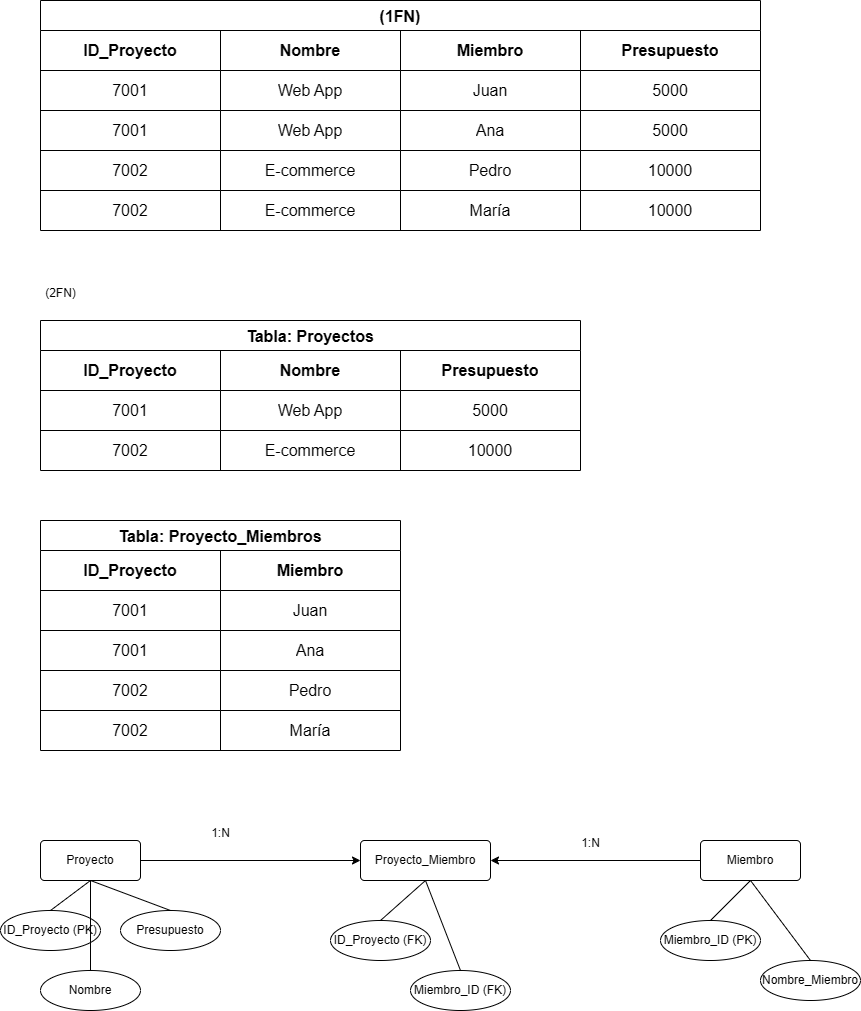 (1FN)
ID_Proyecto Nombre Miembro Presupuesto
7001 Web App Juan 5000
7001 Web App Ana 5000
7002 E-commerce Pedro 10000
7002 E-commerce María 10000
(2FN)
Tabla: Proyectos
ID_Proyecto Nombre Presupuesto
7001 Web App 5000
7002 E-commerce 10000
Tabla: Proyecto_Miembros
ID_Proyecto Miembro
7001 Juan
7001 Ana
7002 Pedro
7002 María
1:N
1:N
Proyecto Proyecto_Miembro Miembro
ID_Proyecto (PK) Presupuesto ID_Proyecto (FK) Miembro_ID (PK)
Nombre Miembro_ID (FK) Nombre_Miembro